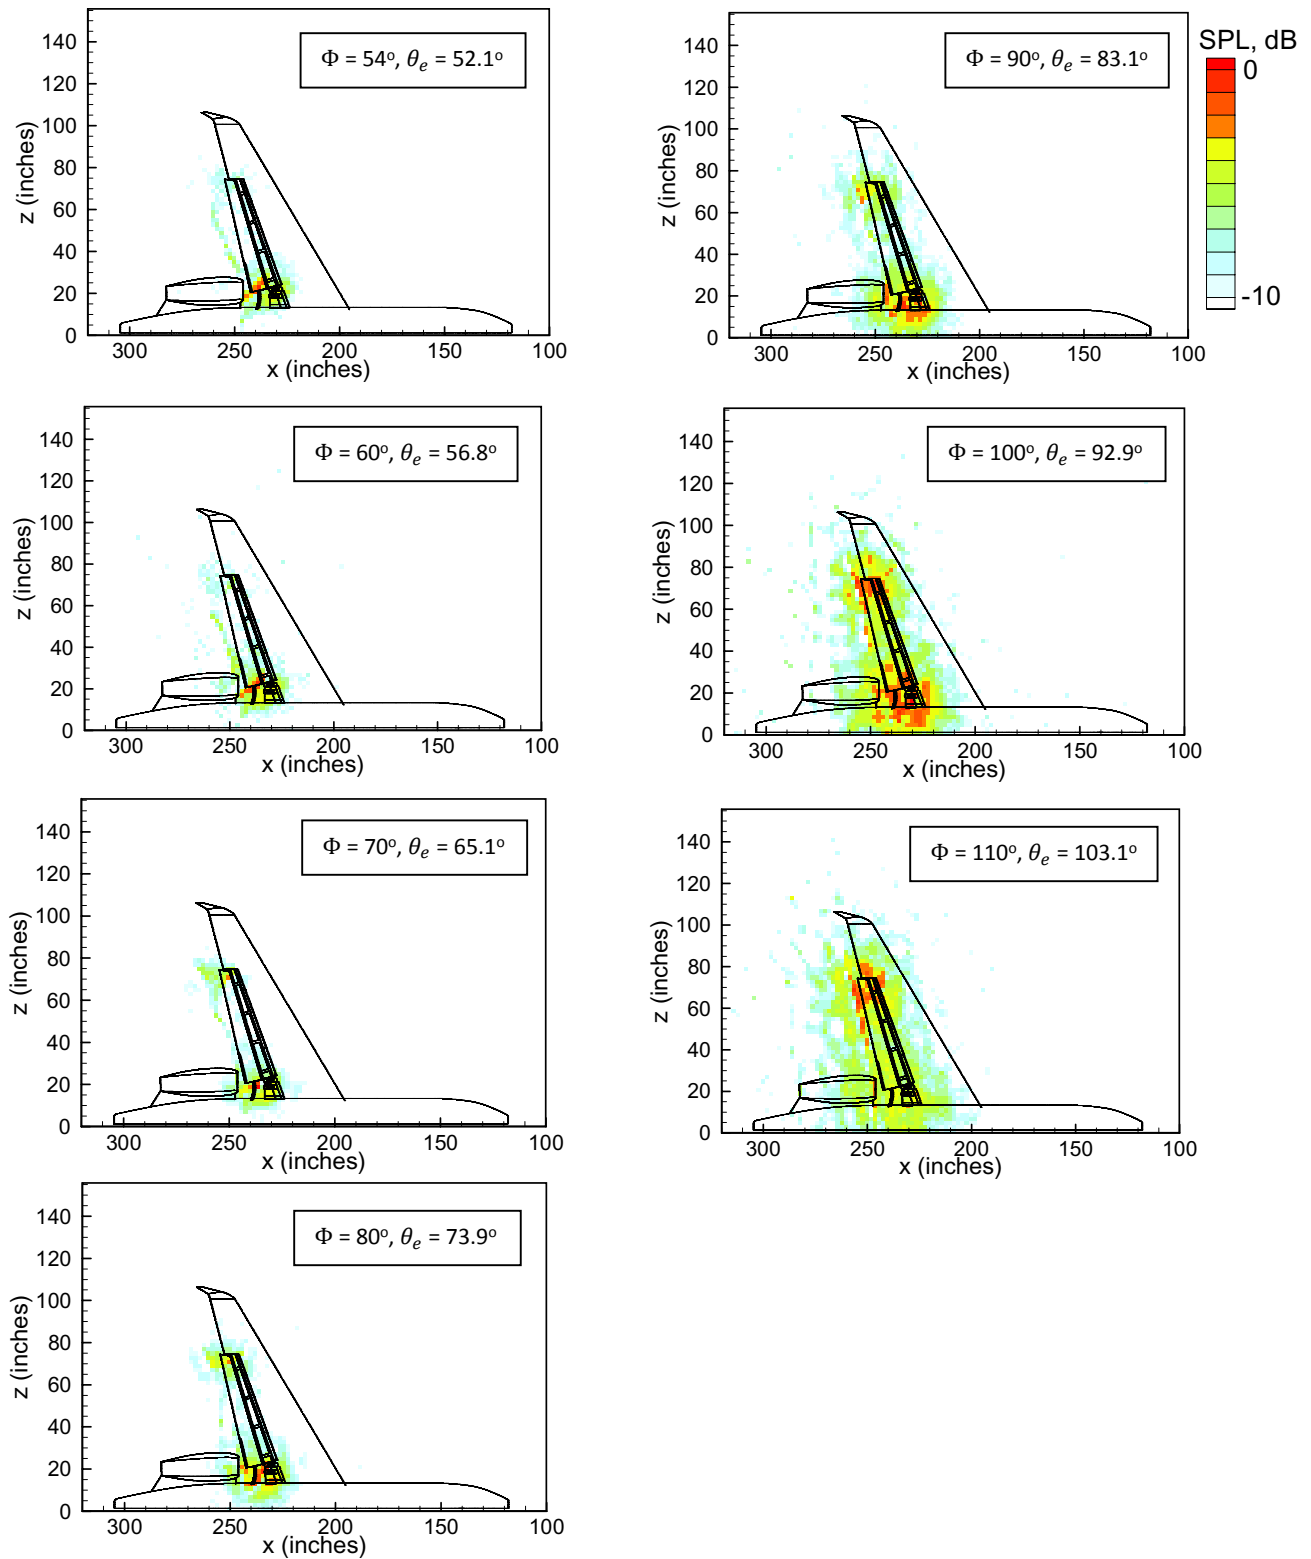 Φ = 54°, θe = 52.1°
z (inches)
140
120
100
80
60
40
20
0
300 250 200 150 100
x (inches)
Φ = 90°, θe = 83.1°
z (inches)
140
120
100
80
60
40
20
0
300 250 200 150 100
x (inches)
SPL, dB
0
-10
Φ = 60°, θe = 56.8°
z (inches)
140
120
100
80
60
40
20
0
300 250 200 150 100
x (inches)
Φ = 100°, θe = 92.9°
z (inches)
140
120
100
80
60
40
20
0
300 250 200 150 100
x (inches)
Φ = 70°, θe = 65.1°
z (inches)
140
120
100
80
60
40
20
0
300 250 200 150 100
x (inches)
Φ = 110°, θe = 103.1°
z (inches)
140
120
100
80
60
40
20
0
300 250 200 150 100
x (inches)
Φ = 80°, θe = 73.9°
z (inches)
140
120
100
80
60
40
20
0
300 250 200 150 100
x (inches)